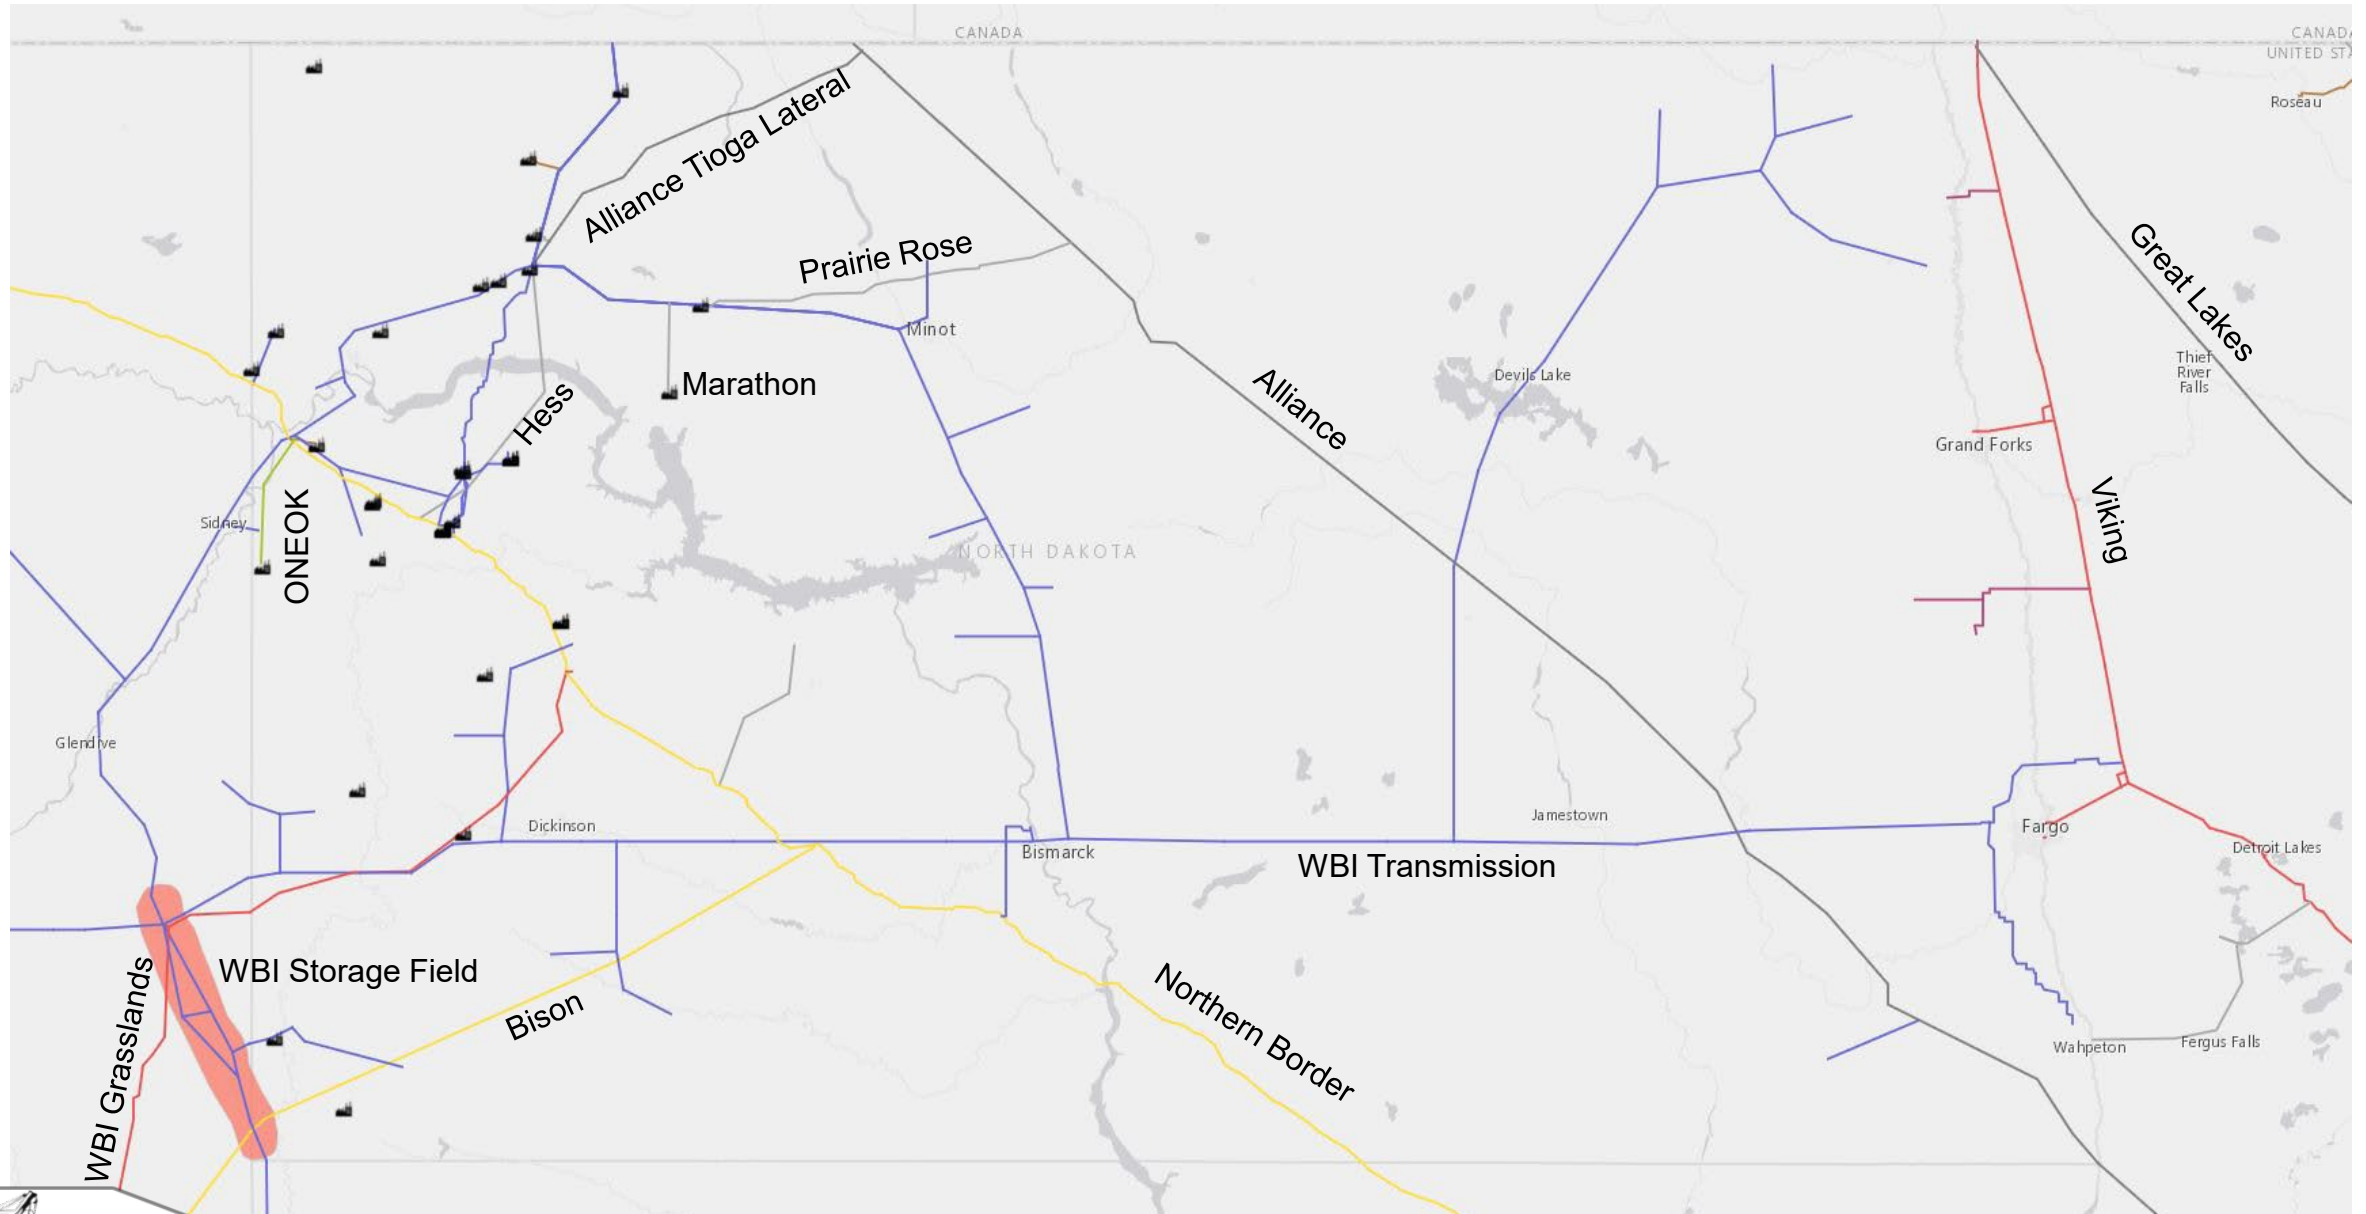 CANADA
CANADA
UNITED STA
Roseau
Alliance Tioga Lateral
Prairie Rose
Great Lakes
Minot
Thief
River
Falls
Marathon
Hess
Alliance
Devils Lake
Grand Forks
Viking
Sidney
ONEOK
NORTH DAKOTA
Glendive
Dickinson
Jamestown
Fargo
Detroit Lakes
Bismarck
WBI Transmission
WBI Storage Field
WBI Grasslands
Bison
Northern Border
Wahpeton
Fergus Falls